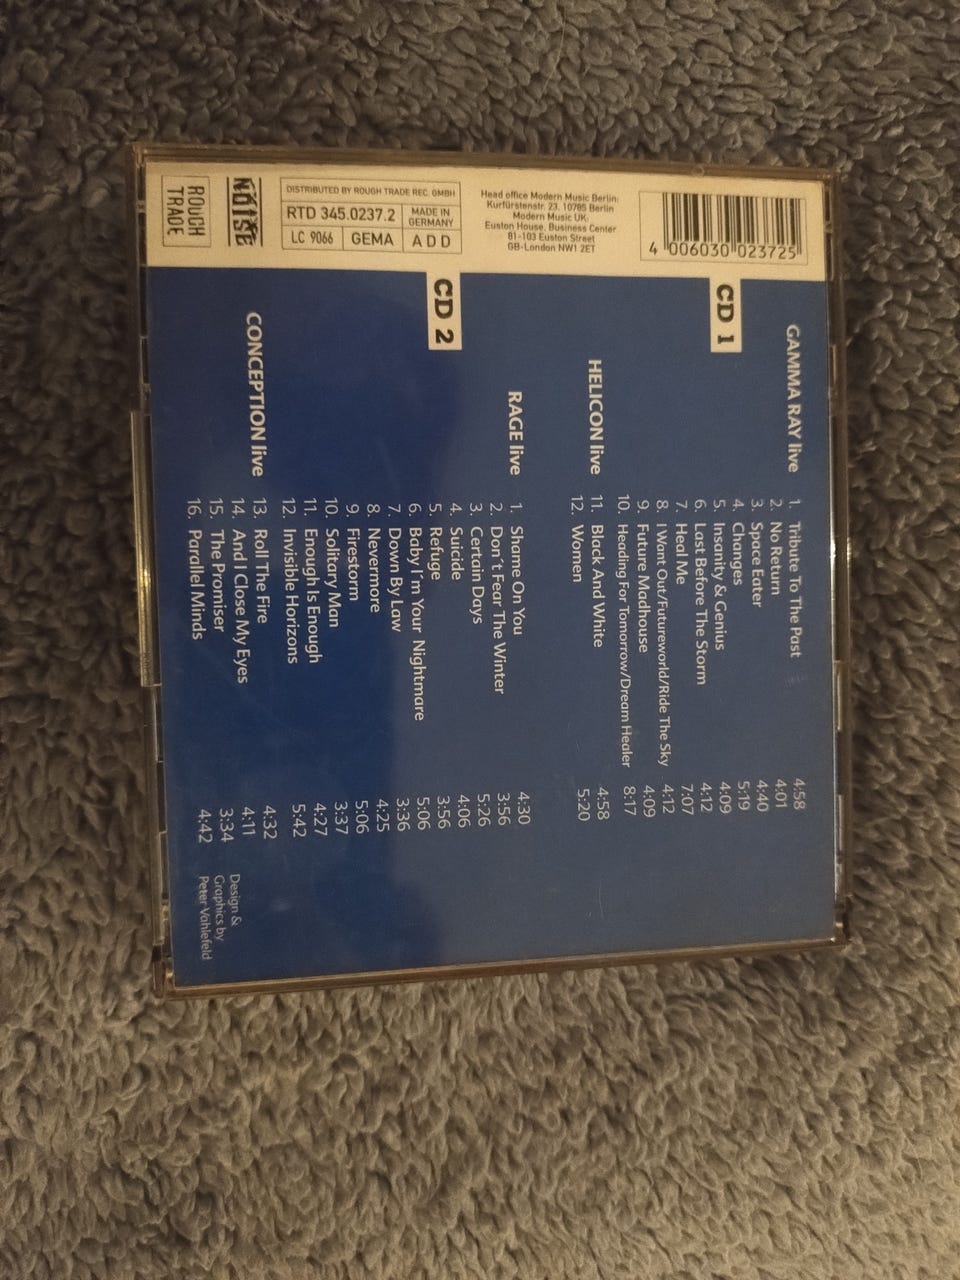 CD 1
GAMMA RAY live
1. Tribute To The Past 4:58
2. No Return 4:01
3. Space Eater 4:40
4. Changes 5:19
5. Insanity & Genius 4:09
6. Last Before The Storm 4:12
7. Heal Me 7:07
8. I Want Out/Futureworld/Ride The Sky 4:12
9. Future Madhouse 4:09
10. Heading For Tomorrow/Dream Healer 8:17
HELICON live
11. Black And White 4:58
12. Women 5:20
CD 2
RAGE live
1. Shame On You 4:30
2. Don't Fear The Winter 3:56
3. Certain Days 5:26
4. Suicide 4:06
5. Refuge 3:56
6. Baby I'm Your Nightmare 5:06
7. Down By Law 3:36
8. Nevermore 4:25
9. Firestorm 5:06
10. Solitary Man 3:37
11. Enough Is Enough 4:27
12. Invisible Horizons 5:42
CONCEPTION live
13. Roll The Fire 4:32
14. And I Close My Eyes 4:11
15. The Promiser 3:34
16. Parallel Minds 4:42
Design &
Graphics by
Peter Vahlefeld
4 006030 023725
Head office Modern Music Berlin:
Kurfürstenstr. 23. 10785 Berlin
Modern Music UK:
Euston House. Business Center
81-103 Euston Street
GB-London NW1 2ET
DISTRIBUTED BY ROUGH TRADE REC. GMBH
RTD 345.0237.2
MADE IN
GERMANY
LC 9066
GEMA
ADD
NOISE
ROUGH
TRADE